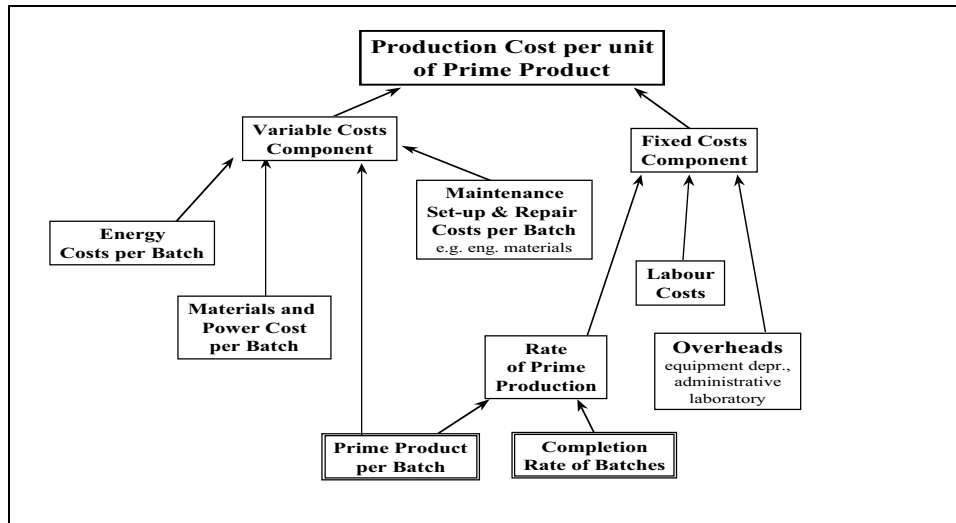 Production Cost per unit
of Prime Product
Variable Costs
Component
Fixed Costs
Component
Maintenance
Set-up & Repair
Costs per Batch
e.g. eng. materials
Energy
Costs per Batch
Labour
Costs
Materials and
Power Cost
per Batch
Rate
of Prime
Production
Overheads
equipment depr.,
administrative
laboratory
Prime Product
per Batch
Completion
Rate of Batches